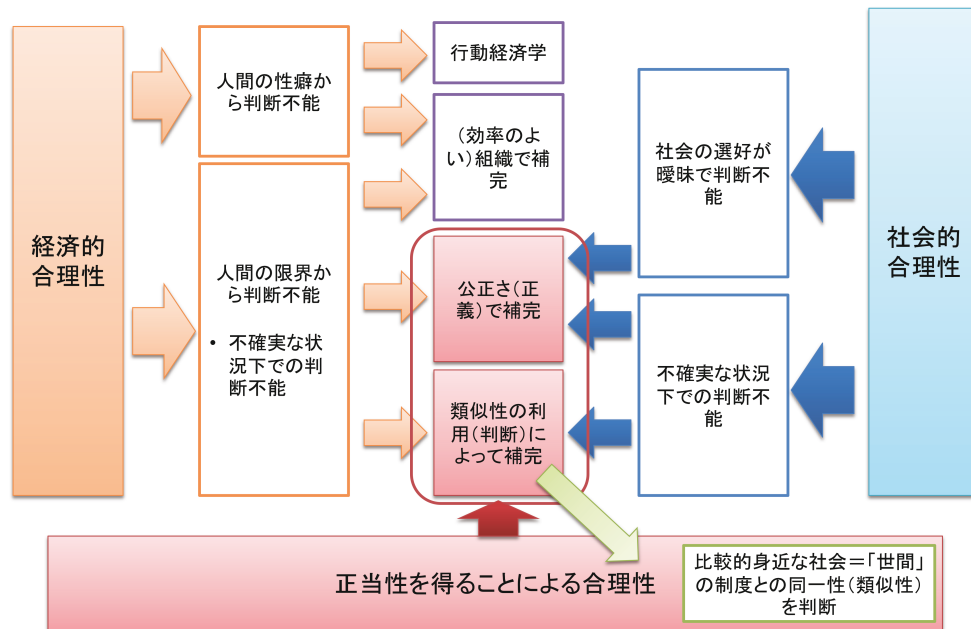 経済的
合理性
人間の性癖か
ら判断不能
人間の限界か
ら判断不能
• 不確実な状
況下での判
断不能
行動経済学
(効率のよ
い)組織で補
完
公正さ(正
義)で補完
類似性の利
用(判断)に
よって補完
社会の選好が
曖昧で判断不
能
不確実な状況
下での判断不
能
社会的
合理性
正当性を得ることによる合理性
比較的身近な社会=「世間」
の制度との同一性(類似性)
を判断